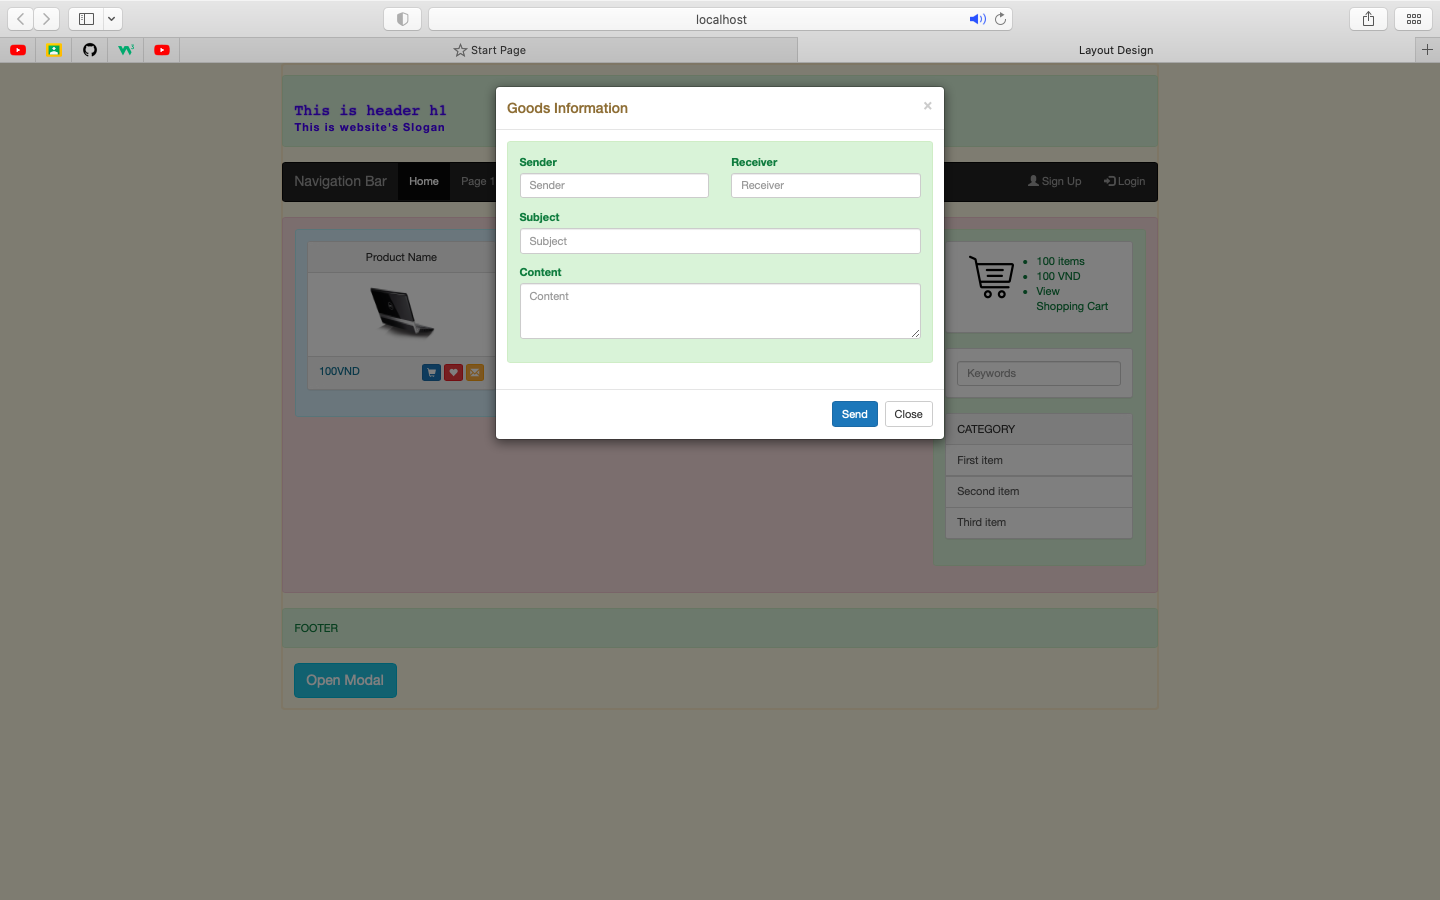 localhost
Start Page
Layout Design
This is header h1
This is website's Slogan
Navigation Bar Home Page 1 Sign Up Login
Goods Information ×
Sender Receiver
Sender Receiver
Subject
Subject
Content
Content
Send Close
Product Name
100VND
100 items
100 VND
View
Shopping Cart
Keywords
CATEGORY
First item
Second item
Third item
FOOTER
Open Modal